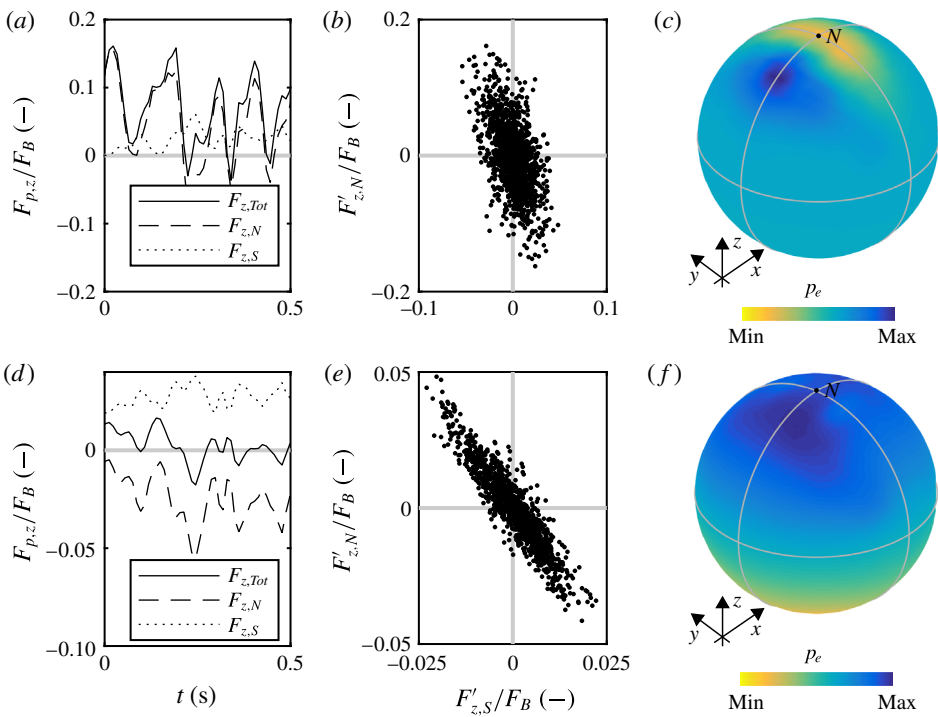 (a)
0.2
0.1
0
−0.1
−0.2
F_{p,z}/F_B (—)
F_{z,Tot}
F_{z,N}
F_{z,S}
0
0.5
(b)
0.2
0
−0.2
F′_{z,N}/F_B (—)
−0.1
0
0.1
(c)
N
z
y
x
p_e
Min
Max
(d)
0
−0.05
−0.10
F_{p,z}/F_B (—)
F_{z,Tot}
F_{z,N}
F_{z,S}
0
0.5
t (s)
(e)
0.05
0
−0.05
F′_{z,N}/F_B (—)
−0.025
0
0.025
F′_{z,S}/F_B (—)
(f)
N
z
y
x
p_e
Min
Max